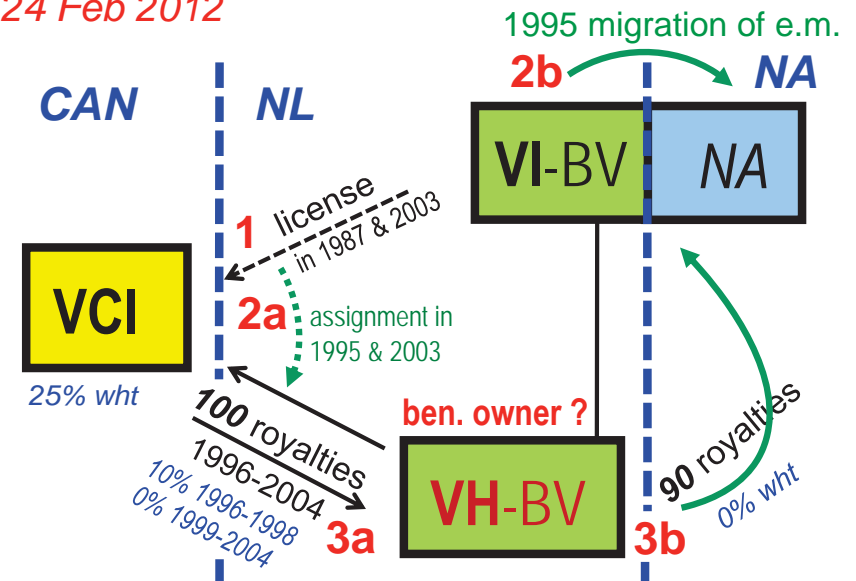 24 Feb 2012
1995 migration of e.m.
2b
NA
CAN
NL
VI-BV
NA
1
license
in 1987 & 2003
VCI
2a
assignment in
1995 & 2003
25% wht
ben. owner ?
100 royalties
1996-2004
10% 1996-1998
0% 1999-2004
3a
VH-BV
3b
90 royalties
0% wht